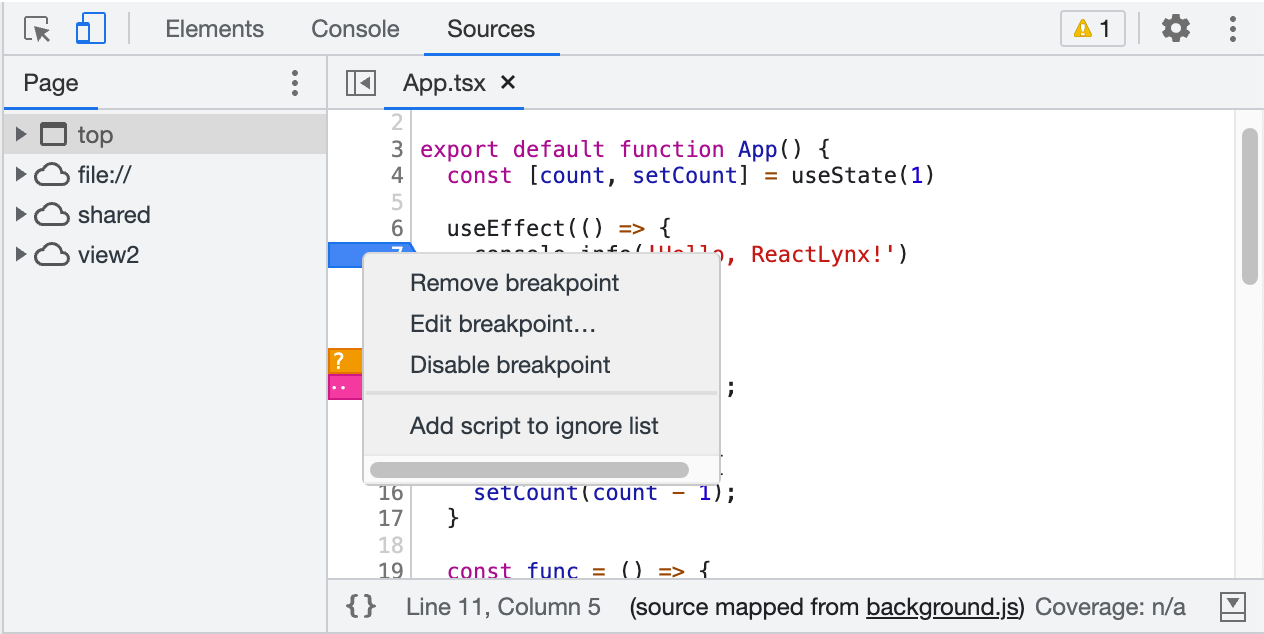 Elements Console Sources 1
Page
App.tsx
top
file://
shared
view2
2
3 export default function App() {
4 const [count, setCount] = useState(1)
5
6 useEffect(() => {
7 ReactLynx!')
Remove breakpoint
Edit breakpoint…
Disable breakpoint
?
.. ;
Add script to ignore list
16 setCount(count - 1);
17 }
18
19 const func = () => {
{} Line 11, Column 5 (source mapped from background.js) Coverage: n/a